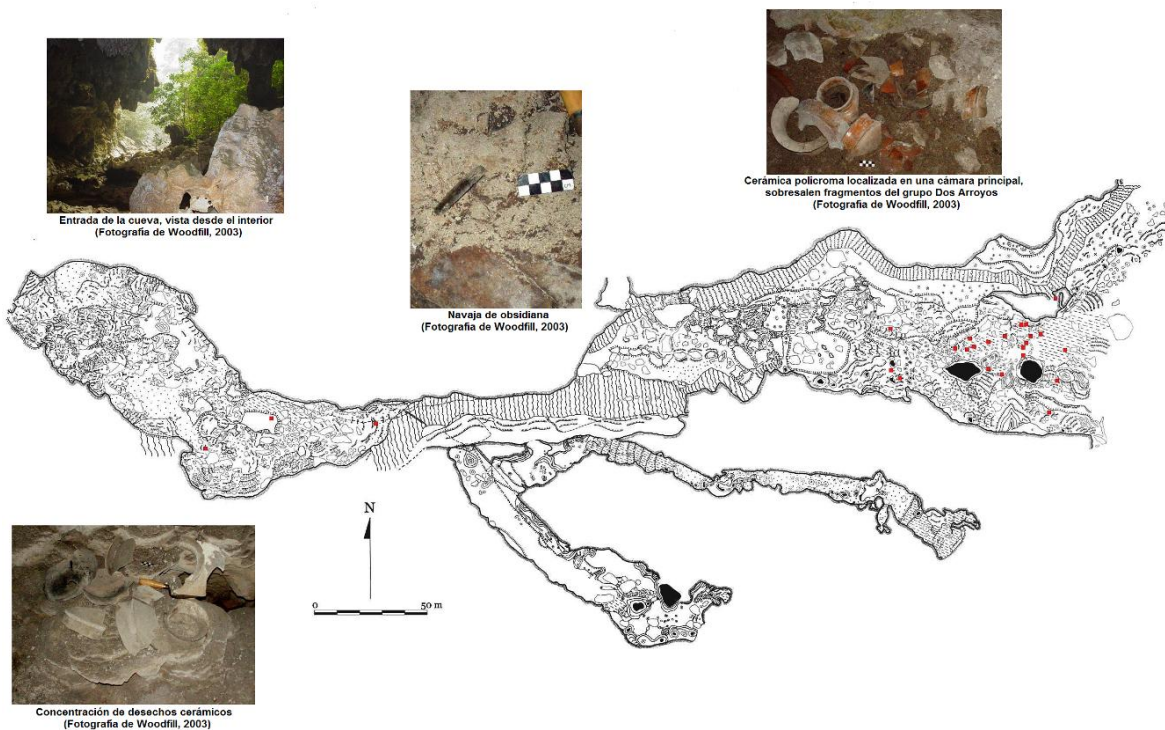 Entrada de la cueva, vista desde el interior
(Fotografía de Woodfill, 2003)
Navaja de obsidiana
(Fotografía de Woodfill, 2003)
Cerámica policroma localizada en una cámara principal,
sobresalen fragmentos del grupo Dos Arroyos
(Fotografía de Woodfill, 2003)
N
0 50 m
Concentración de desechos cerámicos
(Fotografía de Woodfill, 2003)